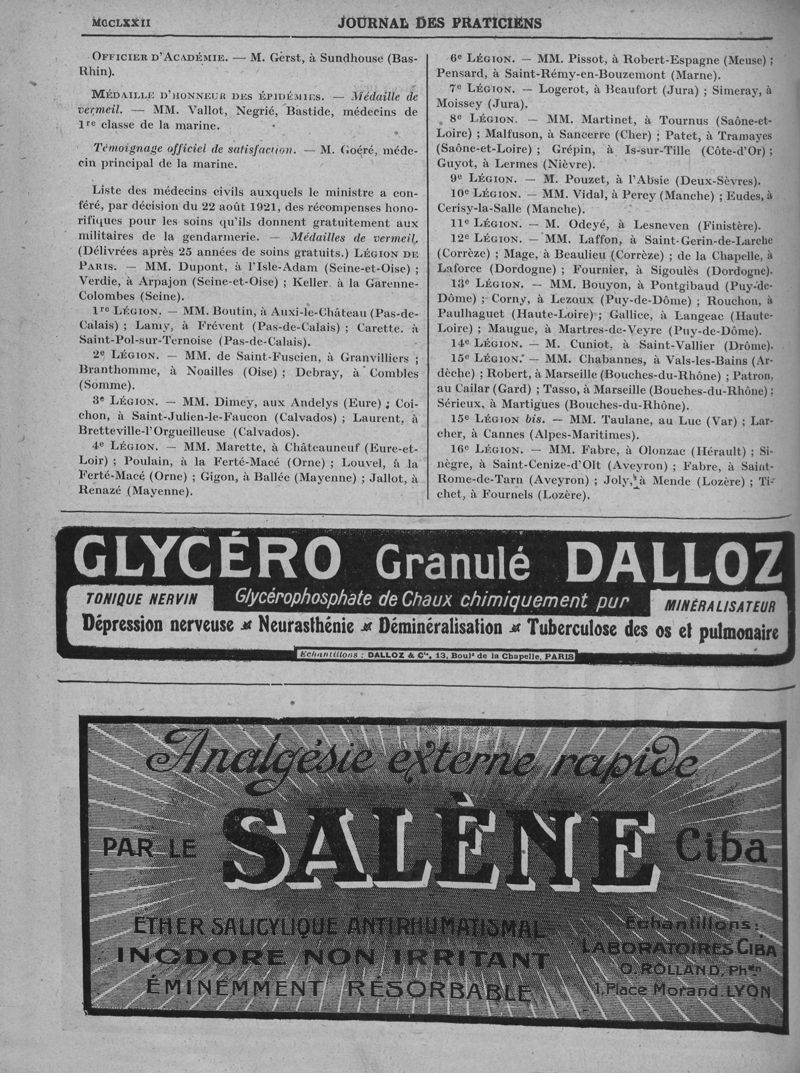 MCCLXXII
JOURNAL DES PRATICIENS
OFFICIER D'ACADÉMIE. — M. Gerst, à Sundhouse (Bas-
Rhin).
MÉDAILLE D'HONNEUR DES ÉPIDÉMIES. — Médaille de
vermeil. — MM. Vallot, Negrié, Bastide, médecins de
1re classe de la marine.
Témoignage officiel de satisfaction. — M. Goéré, méde-
cin principal de la marine.
Liste des médecins civils auxquels le ministre a con-
féré, par décision du 22 août 1921, des récompenses hono-
rifiques pour les soins qu'ils donnent gratuitement aux
militaires de la gendarmerie. — Médailles de vermeil.
(Délivrées après 25 années de soins gratuits.) LÉGION DE
PARIS. — MM. Dupont, à l'Isle-Adam (Seine-et-Oise) ;
Verdie, à Arpajon (Seine-et-Oise) ; Keller à la Garenne-
Colombes (Seine).
1re LÉGION. — MM. Boutin, à Auxi-le-Château (Pas-de-
Calais) ; Lamy, à Frévent (Pas-de-Calais) ; Carette. à
Saint-Pol-sur-Ternoise (Pas-de-Calais).
2e LÉGION. — MM. de Saint-Fuscien, à Granvilliers ;
Branthomme, à Noailles (Oise) ; Debray, à Combles
(Somme).
3e LÉGION. — MM. Dimey, aux Andelys (Eure) ; Coi-
chon, à Saint-Julien-le-Faucon (Calvados) ; Laurent, à
Bretteville-l'Orgueilleuse (Calvados).
4e LÉGION. — MM. Marette, à Châteauneuf (Eure-et-
Loir) ; Poulain, à la Ferté-Macé (Orne) ; Louvel, à la
Ferté-Macé (Orne) ; Gigon, à Ballée (Mayenne) ; Jallot, à
Renazé (Mayenne).
6e LÉGION. — MM. Pissot, à Robert-Espagne (Meuse) ;
Pensard, à Saint-Rémy-en-Bouzemont (Marne).
7e LÉGION. — Logerot, à Beaufort (Jura) ; Simeray, à
Moissey (Jura).
8e LÉGION. — MM. Martinet, à Tournus (Saône-et-
Loire) ; Malfuson, à Sancerre (Cher) ; Patet, à Tramayes
(Saône-et-Loire) ; Grépin, à Is-sur-Tille (Côte-d'Or) ;
Guyot, à Lermes (Nièvre).
9e LÉGION. — M. Pouzet, à l'Absie (Deux-Sèvres).
10e LÉGION. — MM. Vidal, à Percy (Manche) ; Eudes, à
Cerisy-la-Salle (Manche).
11e LÉGION. — M. Odeyé, à Lesneven (Finistère).
12e LÉGION. — MM. Laffon, à Saint-Gerin-de-Larche
(Corrèze) ; Mage, à Beaulieu (Corrèze) ; de la Chapelle, à
Laforce (Dordogne) ; Fournier, à Sigoulès (Dordogne).
13e LÉGION. — MM. Bouyon, à Pontgibaud (Puy-de-
Dôme) ; Corny, à Lezoux (Puy-de-Dôme) ; Rouchon, à
Paulhaguet (Haute-Loire) ; Gallice, à Langeac (Haute-
Loire) ; Maugue, à Martres-de-Veyre (Puy-de-Dôme).
14e LÉGION. — M. Cuniot, à Saint-Vallier (Drôme).
15e LÉGION. — MM. Chabannes, à Vals-les-Bains (Ar-
dèche) ; Robert, à Marseille (Bouches-du-Rhône) ; Patron,
au Cailar (Gard) ; Tasso, à Marseille (Bouches-du-Rhône) ;
Sérieux, à Martigues (Bouches-du-Rhône).
15e LÉGION bis. — MM. Taulane, au Luc (Var) ; Lar-
cher, à Cannes (Alpes-Maritimes).
16e LÉGION. — MM. Fabre, à Olonzac (Hérault) ; Si-
nègre, à Saint-Cenize-d'Olt (Aveyron) ; Fabre, à Saint-
Rome-de-Tarn (Aveyron) ; Joly, à Mende (Lozère) ; Ti-
chet, à Fournels (Lozère).
GLYCÉRO Granulé DALLOZ
TONIQUE NERVIN
Glycérophosphate de Chaux chimiquement pur
MINÉRALISATEUR
Dépression nerveuse Neurasthénie Déminéralisation Tuberculose des os et pulmonaire
Echantillons : DALLOZ & Cie, 13, Bould de la Chapelle, PARIS
Analgésie externe rapide
PAR LE SALÈNE Ciba
ETHER SALICYLIQUE ANTIRHUMATISMAL
INODORE NON IRRITANT
ÉMINEMMENT RÉSORBABLE
Echantillons :
LABORATOIRES CIBA
O. ROLLAND, Phen
1, Place Morand. LYON